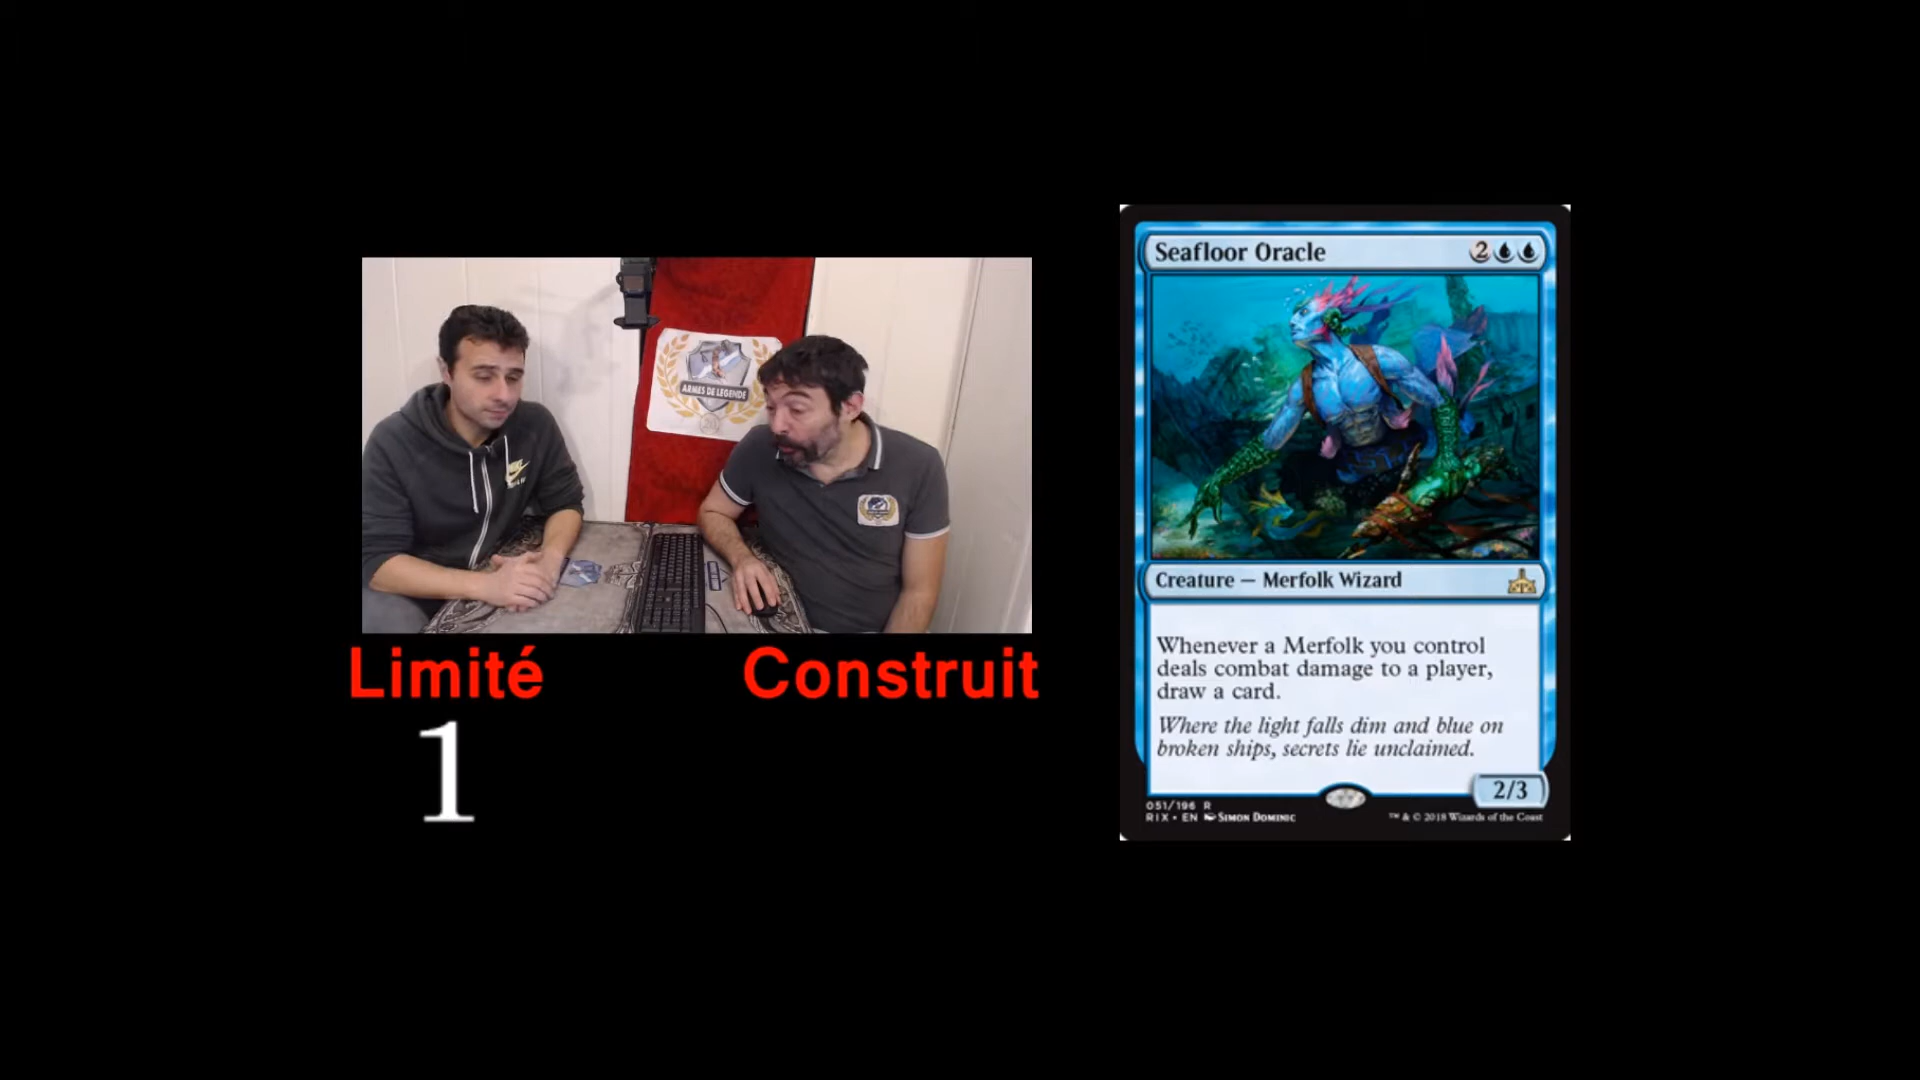 ARMES DE LEGENDE
Limité
Construit
1
Seafloor Oracle
2
Creature — Merfolk Wizard
Whenever a Merfolk you control
deals combat damage to a player,
draw a card.
Where the light falls dim and blue on
broken ships, secrets lie unclaimed.
2/3
051/196 R
RIX • EN SIMON DOMINIC
™ & © 2018 Wizards of the Coast